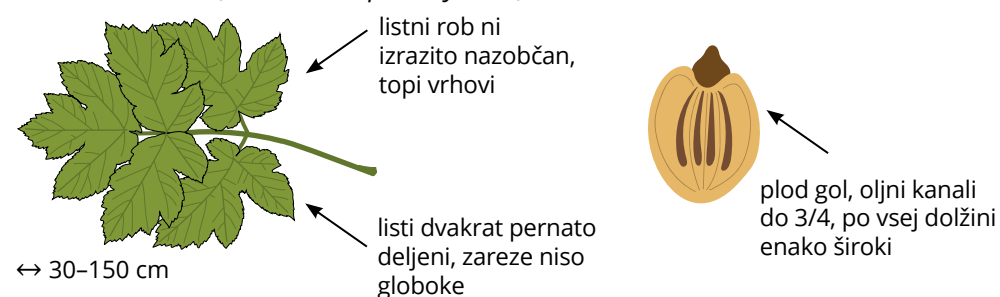 listni rob ni
izrazito nazobčan,
topi vrhovi
listi dvakrat pernato
deljeni, zareze niso
globoke
↔ 30–150 cm
plod gol, oljni kanali
do 3/4, po vsej dolžini
enako široki